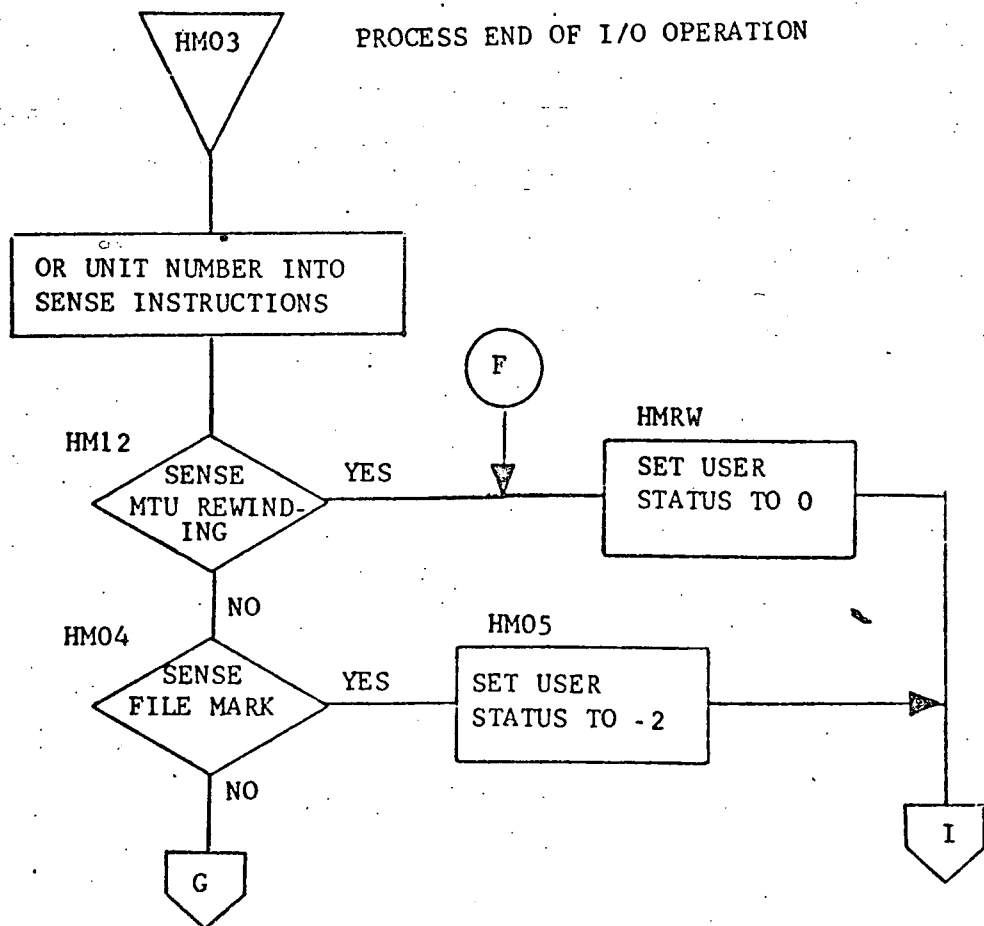 HM03
PROCESS END OF I/O OPERATION
OR UNIT NUMBER INTO
SENSE INSTRUCTIONS
F
HM12
SENSE
MTU REWIND-
ING
YES
HMRW
SET USER
STATUS TO 0
NO
HM04
SENSE
FILE MARK
YES
HM05
SET USER
STATUS TO -2
NO
G
I